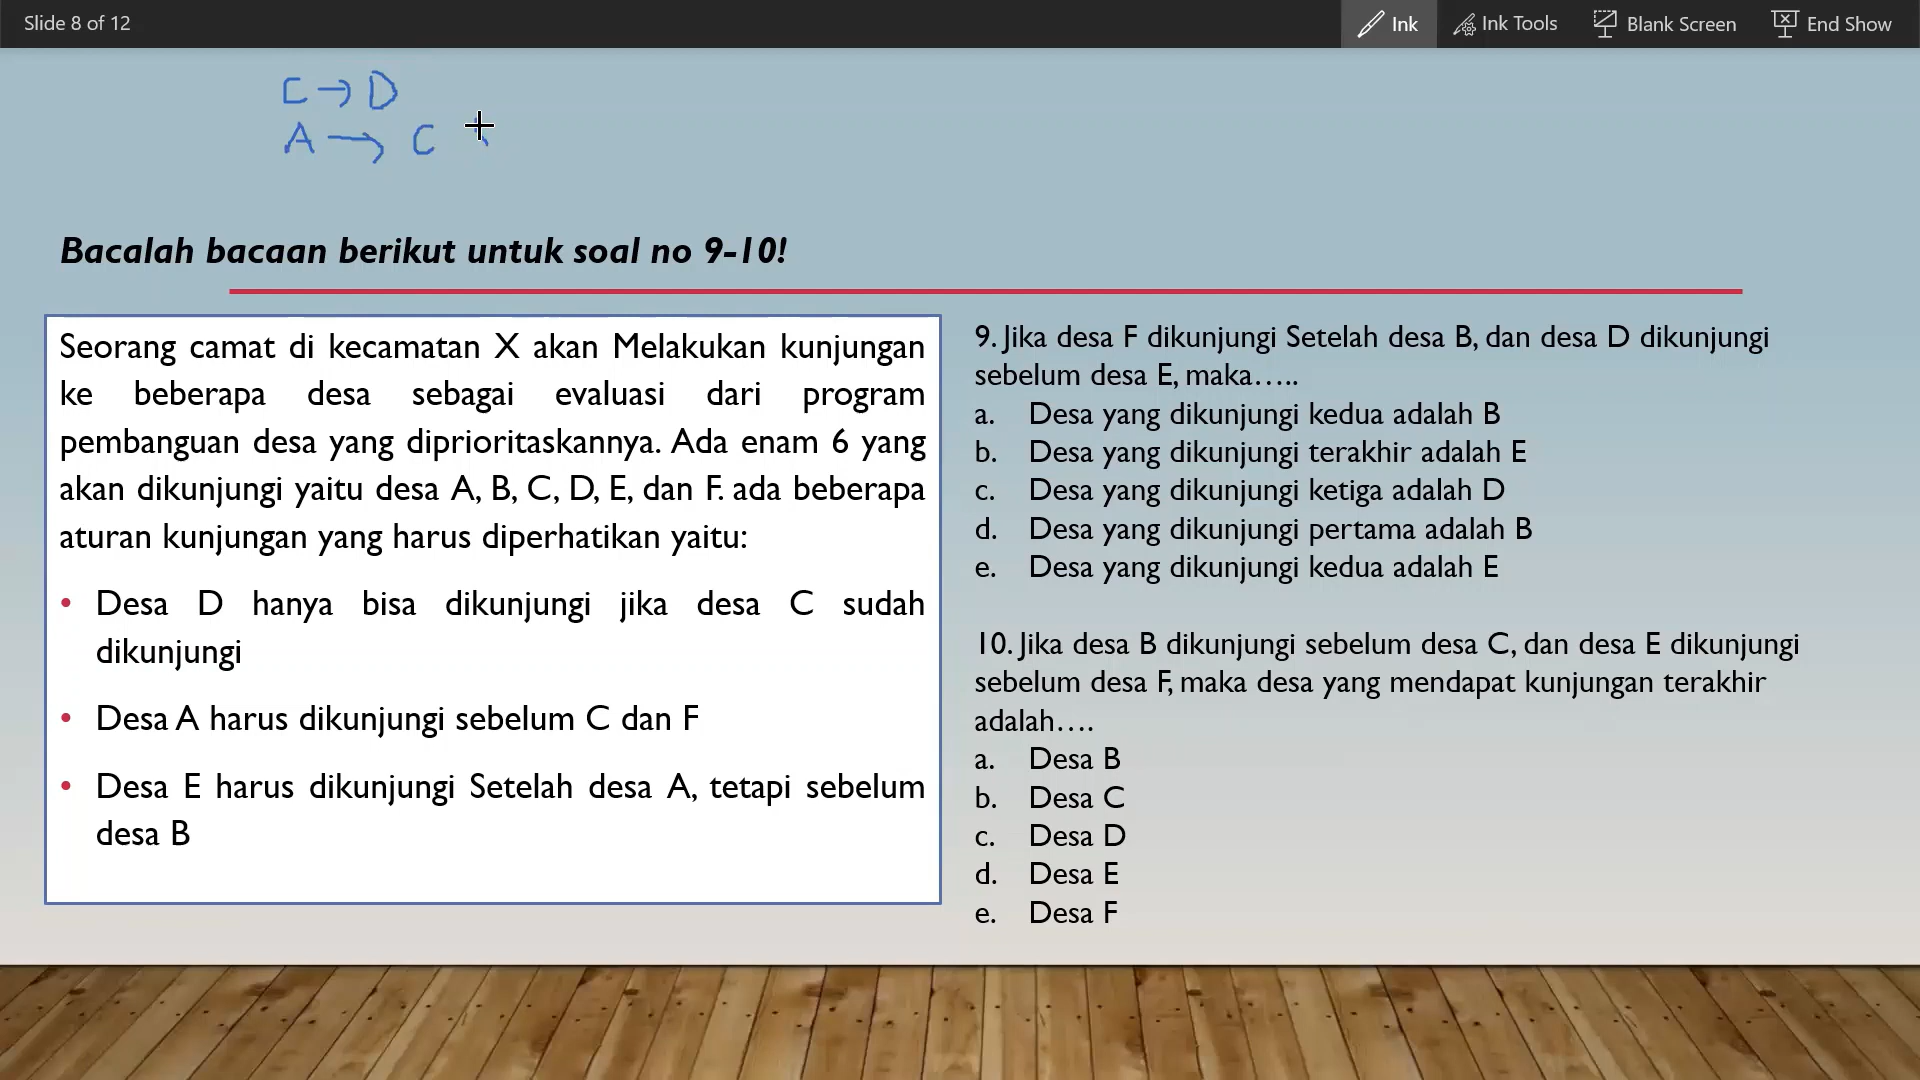 Slide 8 of 12
Ink
Ink Tools
Blank Screen
End Show
C → D
A → C
Bacalah bacaan berikut untuk soal no 9-10!
Seorang camat di kecamatan X akan Melakukan kunjungan
ke beberapa desa sebagai evaluasi dari program
pembanguan desa yang diprioritaskannya. Ada enam 6 yang
akan dikunjungi yaitu desa A, B, C, D, E, dan F. ada beberapa
aturan kunjungan yang harus diperhatikan yaitu:
• Desa D hanya bisa dikunjungi jika desa C sudah
dikunjungi
• Desa A harus dikunjungi sebelum C dan F
• Desa E harus dikunjungi Setelah desa A, tetapi sebelum
desa B
9. Jika desa F dikunjungi Setelah desa B, dan desa D dikunjungi
sebelum desa E, maka.....
a. Desa yang dikunjungi kedua adalah B
b. Desa yang dikunjungi terakhir adalah E
c. Desa yang dikunjungi ketiga adalah D
d. Desa yang dikunjungi pertama adalah B
e. Desa yang dikunjungi kedua adalah E
10. Jika desa B dikunjungi sebelum desa C, dan desa E dikunjungi
sebelum desa F, maka desa yang mendapat kunjungan terakhir
adalah....
a. Desa B
b. Desa C
c. Desa D
d. Desa E
e. Desa F